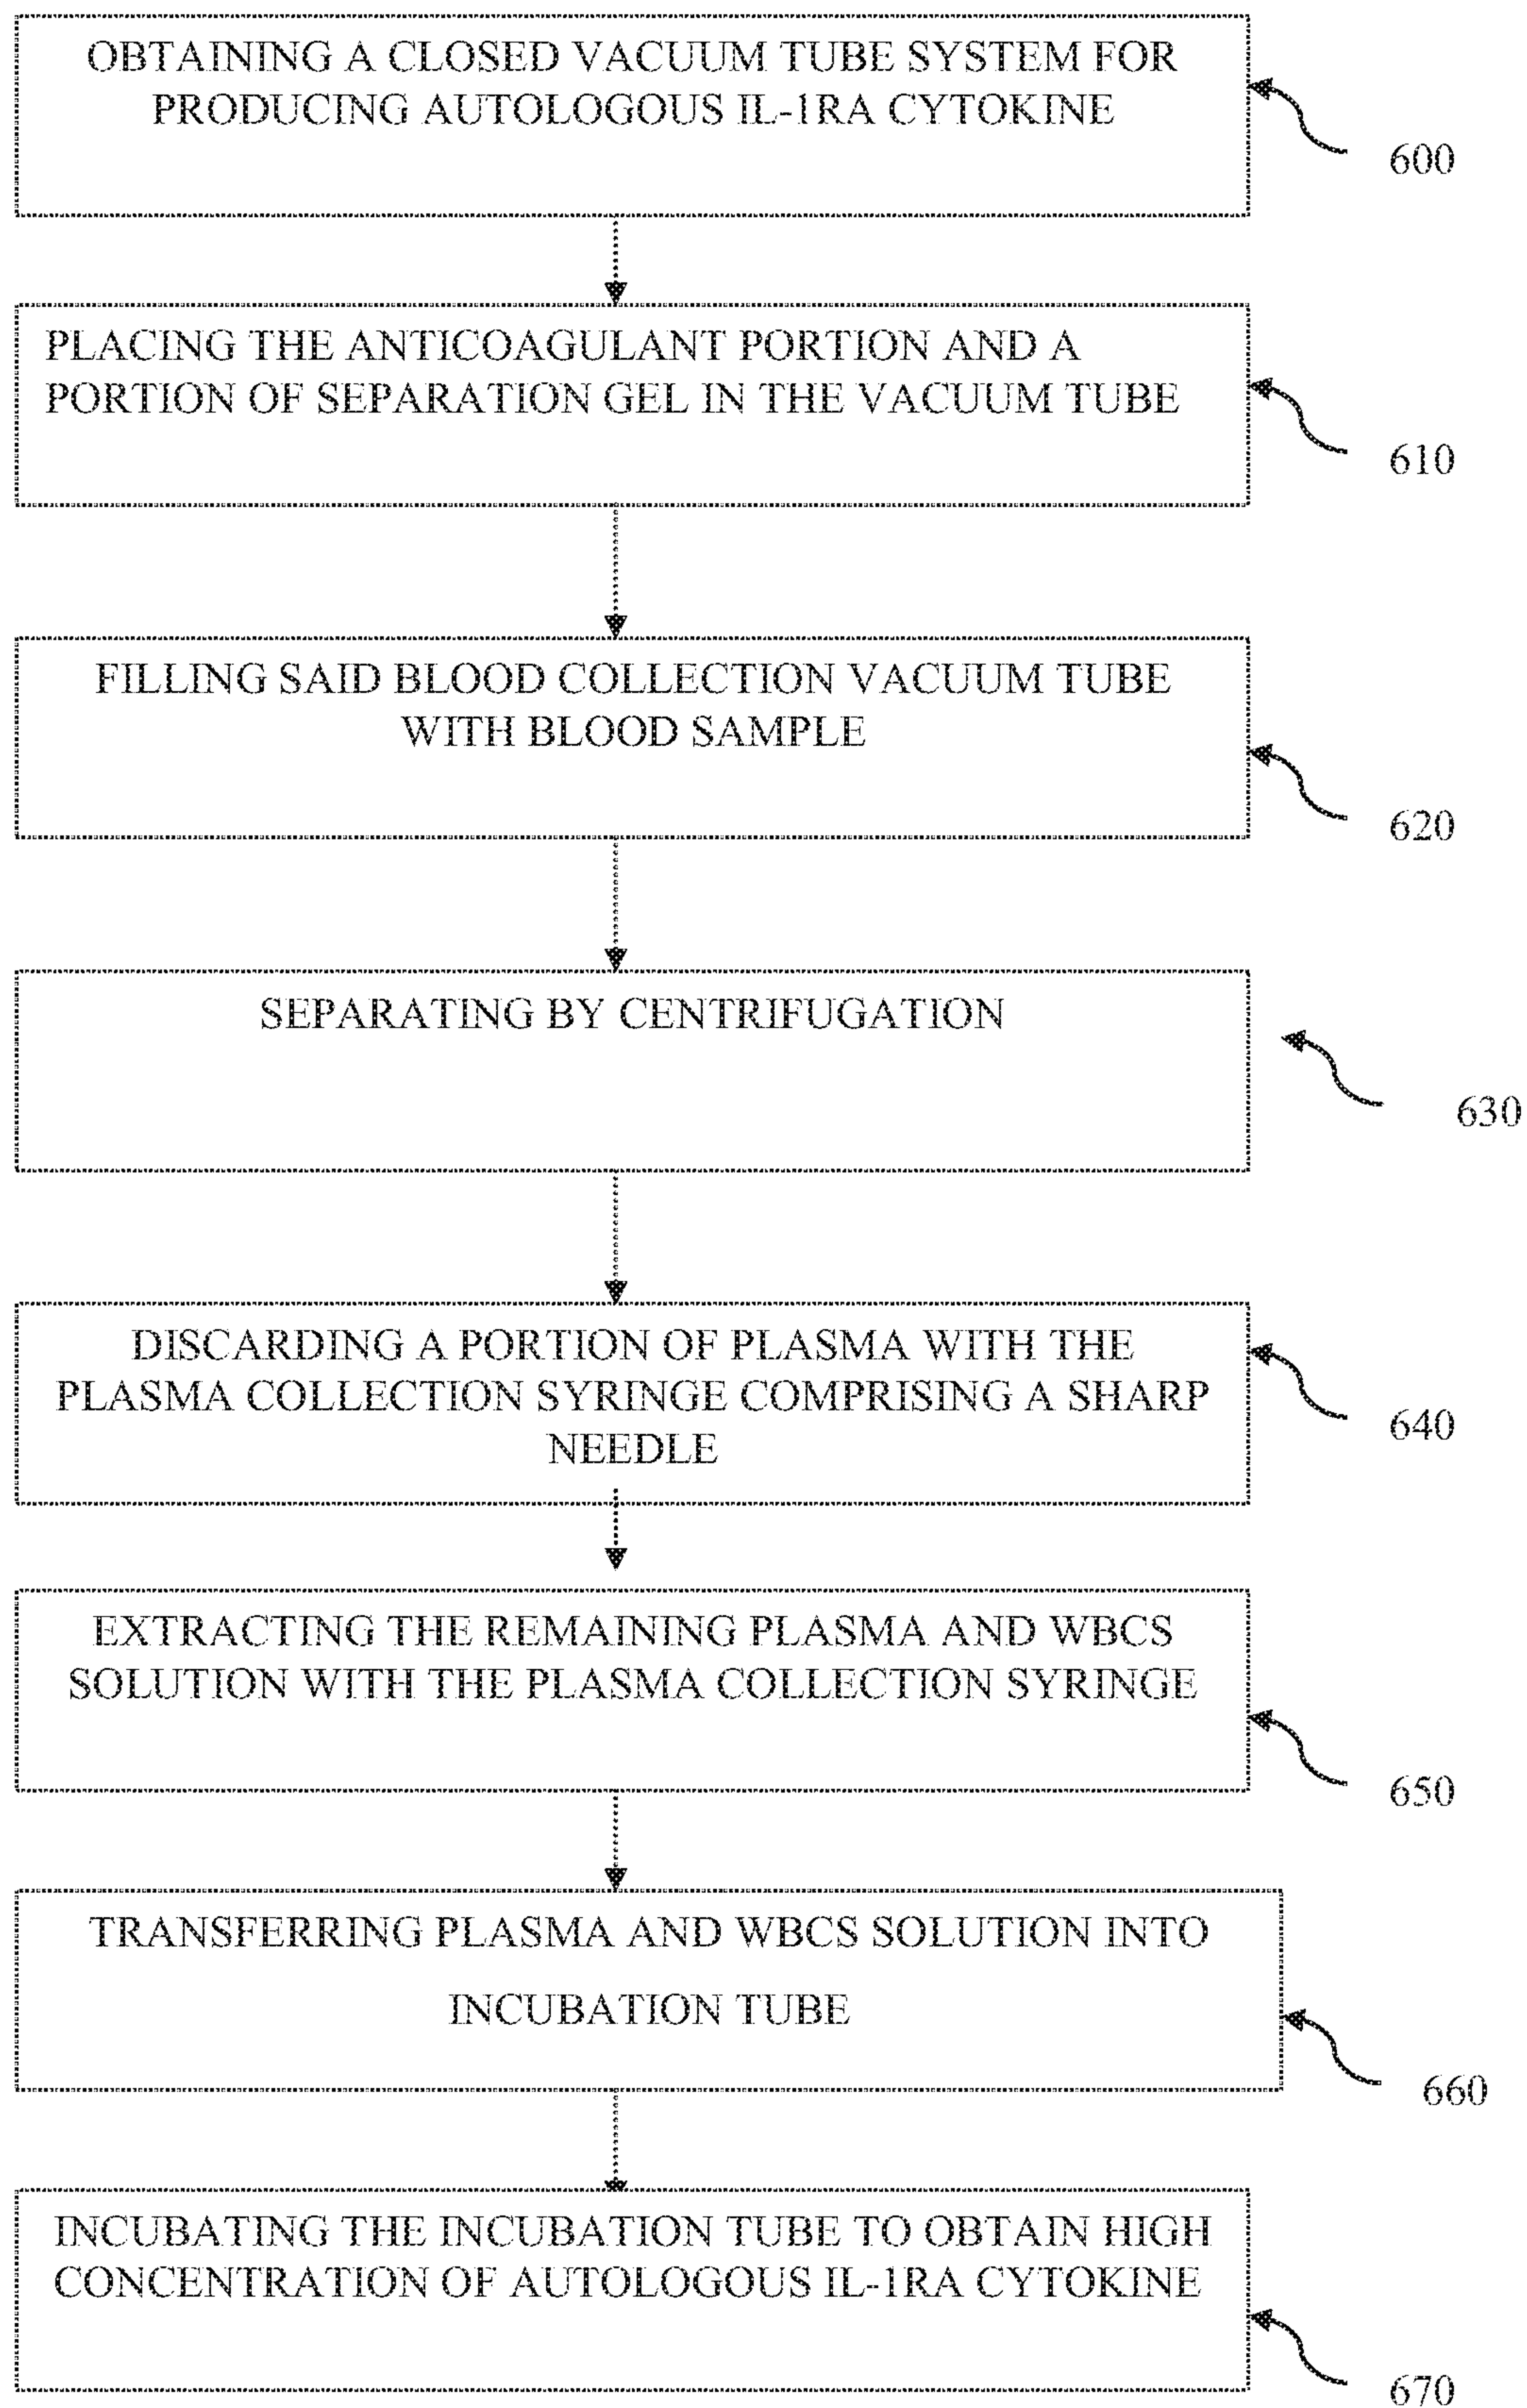 OBTAINING A CLOSED VACUUM TUBE SYSTEM FOR
PRODUCING AUTOLOGOUS IL-1RA CYTOKINE
600
PLACING THE ANTICOAGULANT PORTION AND A
PORTION OF SEPARATION GEL IN THE VACUUM TUBE
610
FILLING SAID BLOOD COLLECTION VACUUM TUBE
WITH BLOOD SAMPLE
620
SEPARATING BY CENTRIFUGATION
630
DISCARDING A PORTION OF PLASMA WITH THE
PLASMA COLLECTION SYRINGE COMPRISING A SHARP
NEEDLE
640
EXTRACTING THE REMAINING PLASMA AND WBCS
SOLUTION WITH THE PLASMA COLLECTION SYRINGE
650
TRANSFERRING PLASMA AND WBCS SOLUTION INTO
INCUBATION TUBE
660
INCUBATING THE INCUBATION TUBE TO OBTAIN HIGH
CONCENTRATION OF AUTOLOGOUS IL-1RA CYTOKINE
670